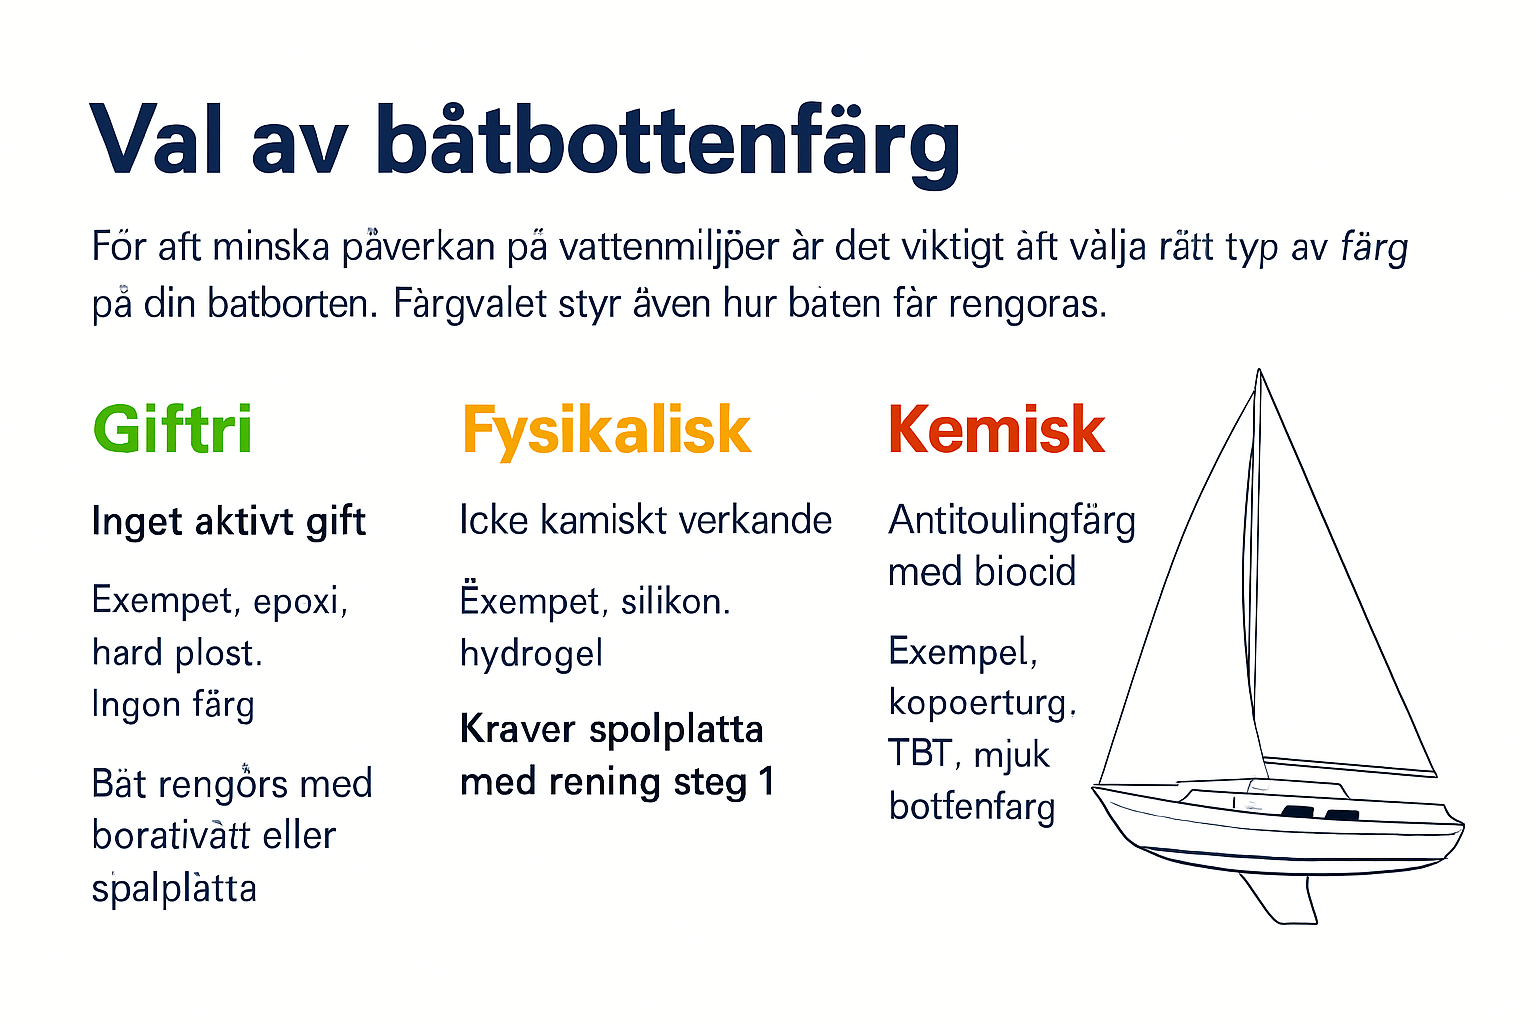 Val av båtbottenfärg
För aft minska påverkan på vattenmiljper àr det viktigt àft vàlja rätt typ av färg
på din batborten. Fàrgvalet styr även hur bàten fàr rengoras.
Giftri
Inget aktivt gift
Exempet, epoxi,
hard plost.
Ingon färg
Bät rengörs med
borativàtt eller
spalplàtta
Fysikalisk
Icke kamiskt verkande
Ëxempet, silikon.
hydrogel
Kraver spolplatta
med rening steg 1
Kemisk
Antitoulingfärg
med biocid
Exempel,
kopoerturg.
TBT, mjuk
botfenfarg